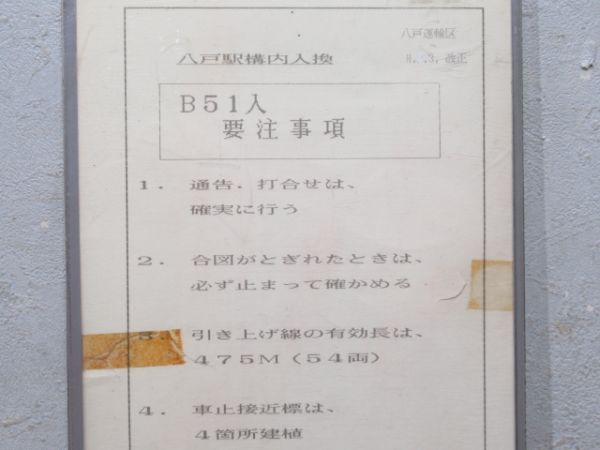 八戸運輸区
八戸駅構内入換
改正
B51入
要注事項
1. 通告.打合せは、
確実に行う
2. 合図がとぎれたときは、
必ず止まって確かめる
3. 引き上げ線の有効長は、
475M(54両)
4. 車止接近標は、
4箇所建植